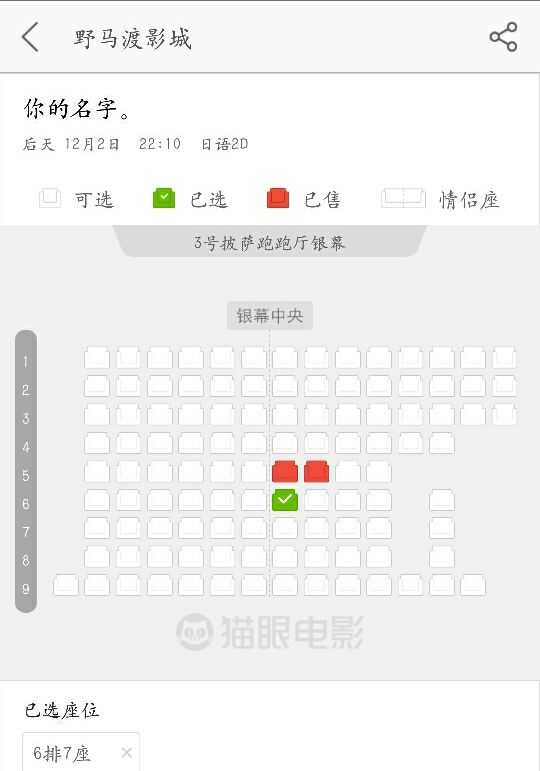 野马渡影城
你的名字。
后天 12月2日 22:10 日语2D
可选 已选 已售 情侣座
3号披萨跑跑厅银幕
银幕中央
1
2
3
4
5
6
7
8
9
猫眼电影
已选座位
6排7座 ×